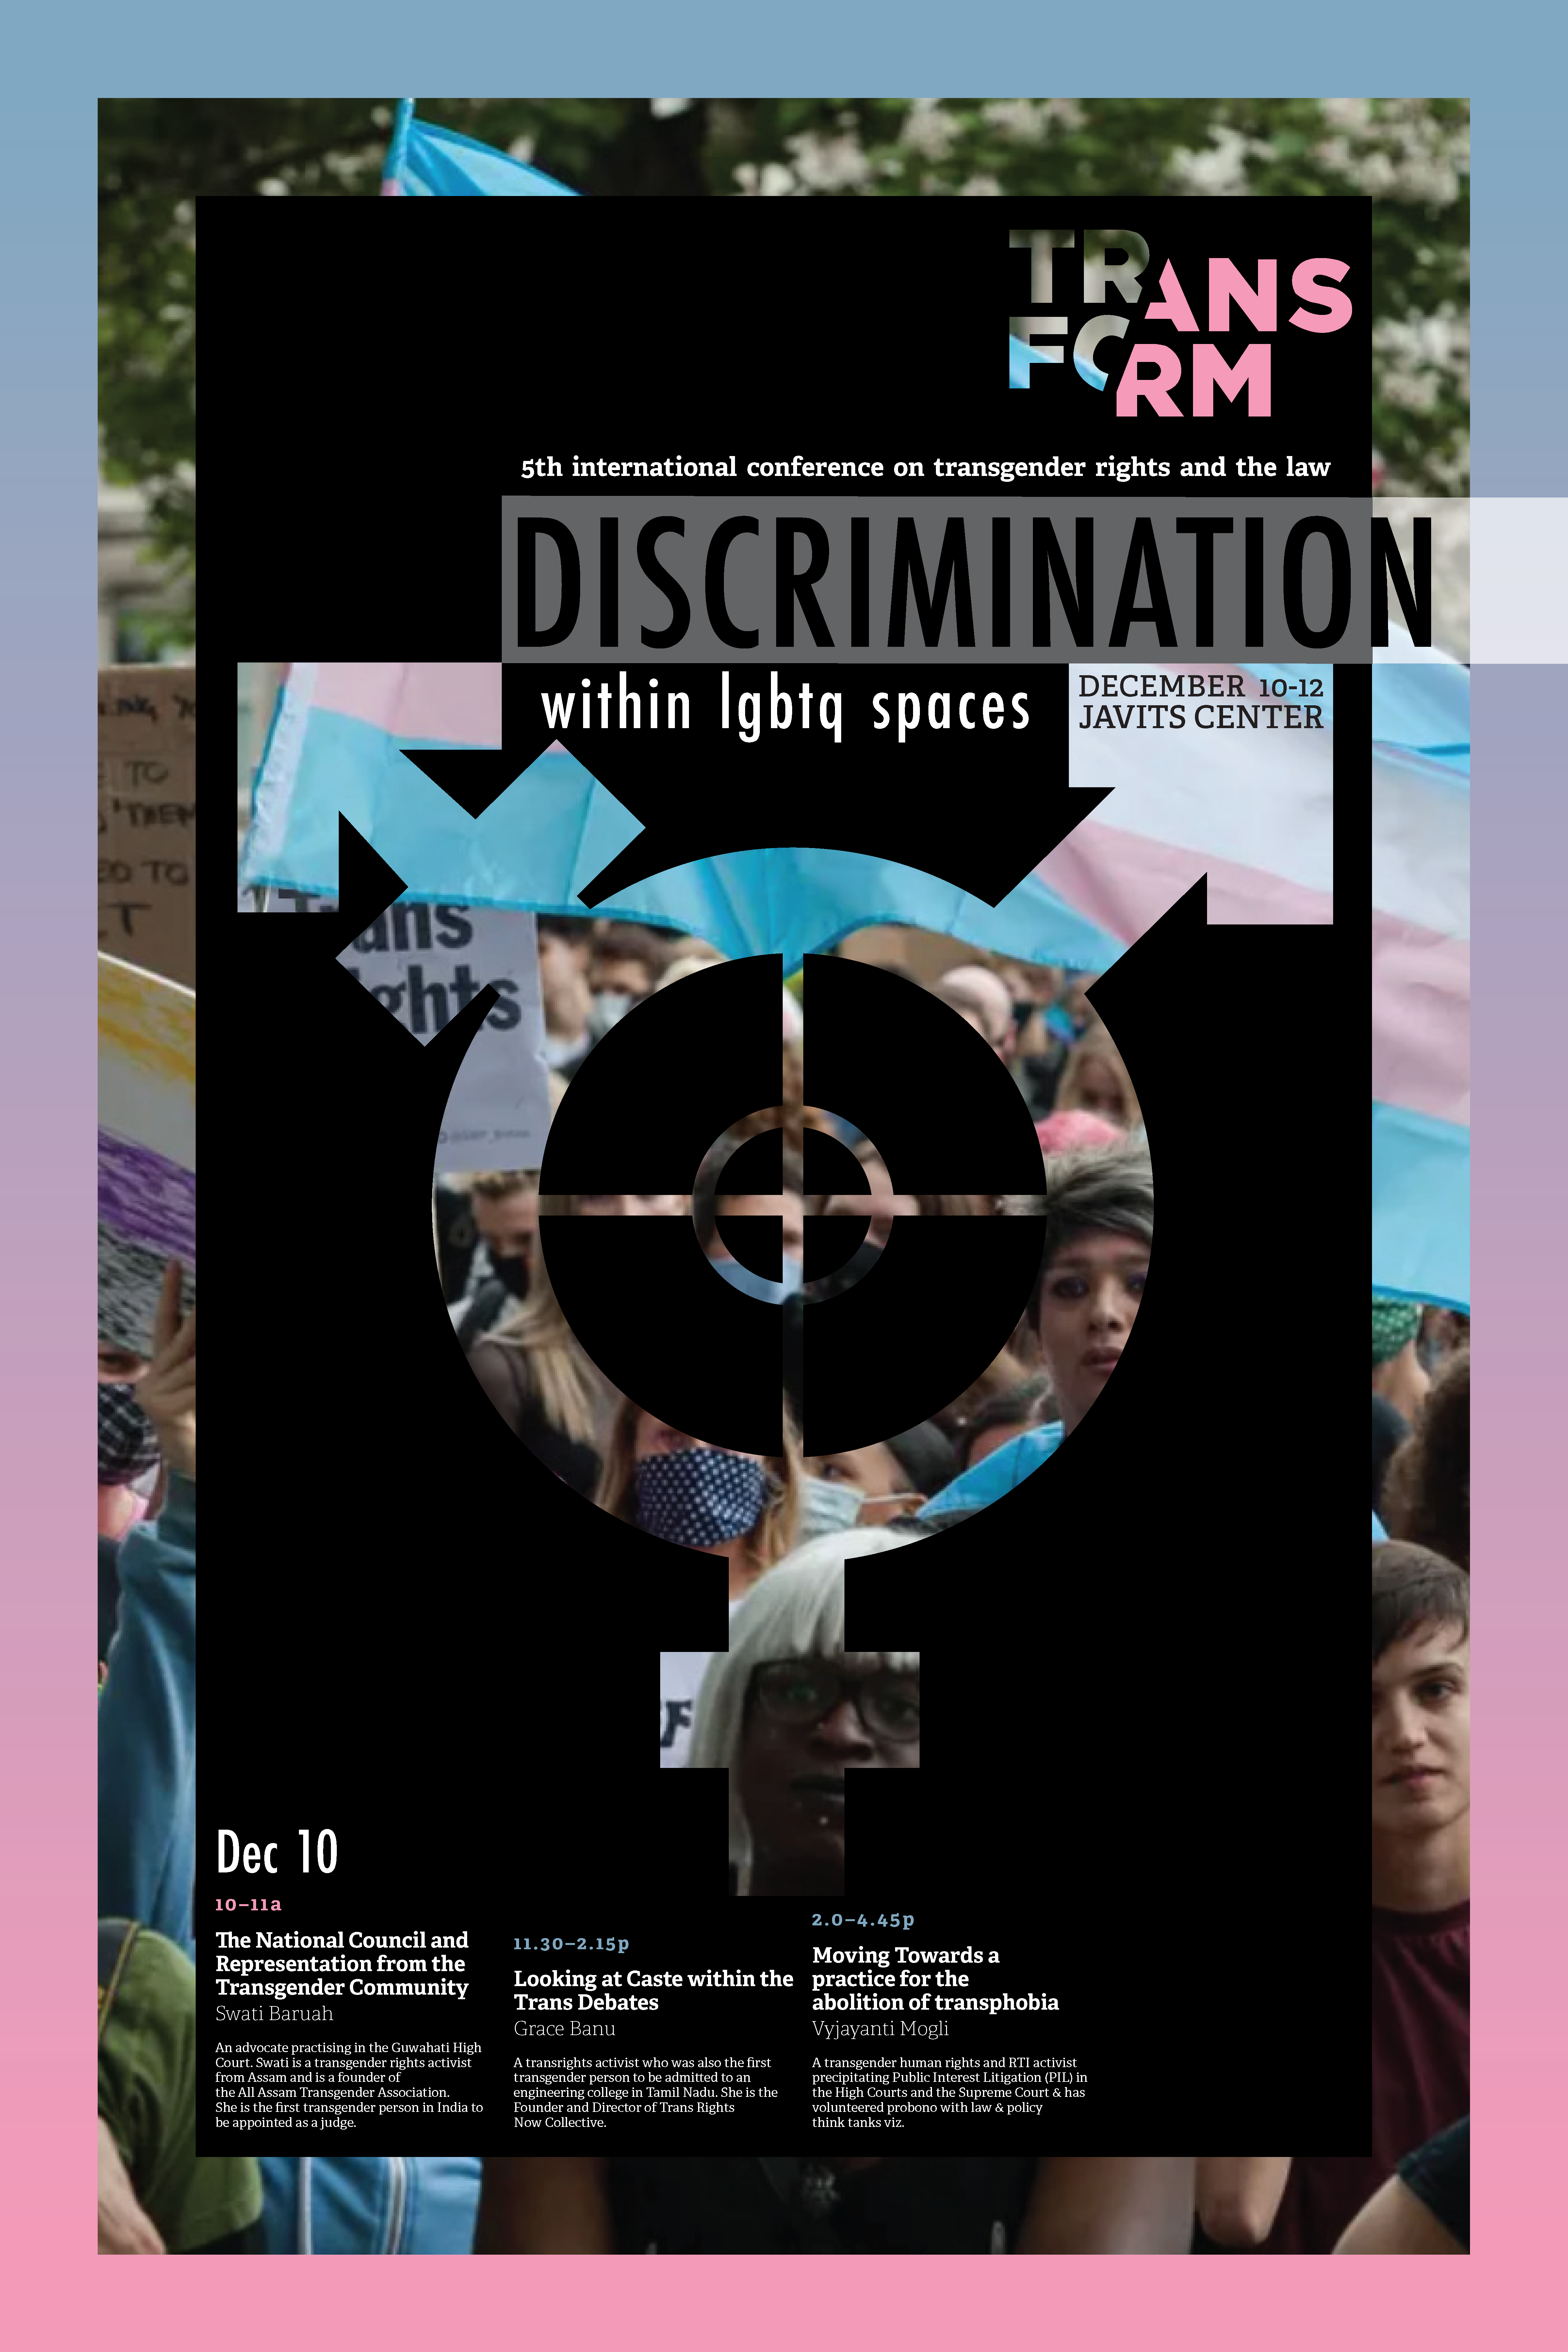 TRANS
FORM
5th international conference on transgender rights and the law
DISCRIMINATION
within lgbtq spaces
DECEMBER 10-12
JAVITS CENTER
TO
'THEM
ED TO
CT
ans
ghts
Dec 10
10–11a
The National Council and
Representation from the
Transgender Community
Swati Baruah
An advocate practising in the Guwahati High
Court. Swati is a transgender rights activist
from Assam and is a founder of
the All Assam Transgender Association.
She is the first transgender person in India to
be appointed as a judge.
11.30–2.15p
Looking at Caste within the
Trans Debates
Grace Banu
A transrights activist who was also the first
transgender person to be admitted to an
engineering college in Tamil Nadu. She is the
Founder and Director of Trans Rights
Now Collective.
2.0–4.45p
Moving Towards a
practice for the
abolition of transphobia
Vyjayanti Mogli
A transgender human rights and RTI activist
precipitating Public Interest Litigation (PIL) in
the High Courts and the Supreme Court & has
volunteered probono with law & policy
think tanks viz.